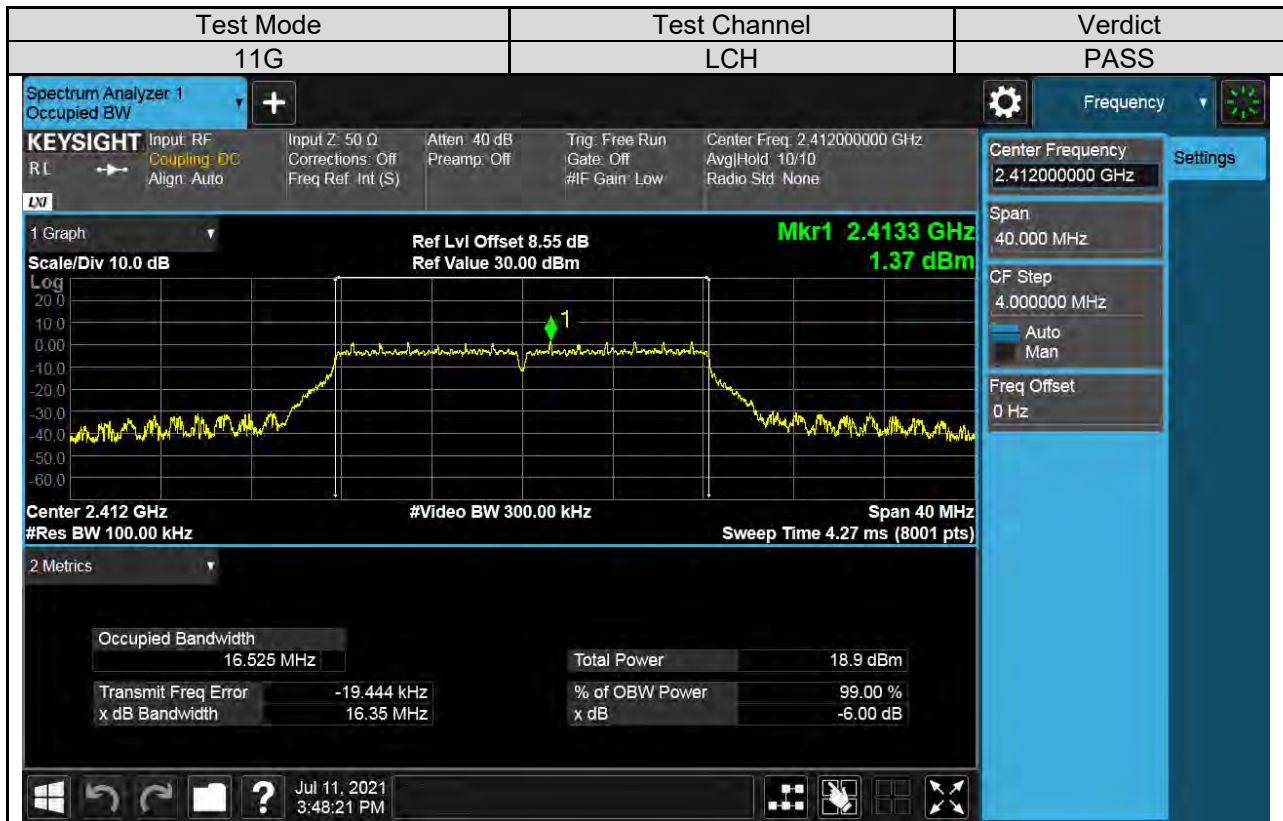 Test Mode Test Channel Verdict
11G LCH PASS
Spectrum Analyzer 1
Occupied BW
+
Frequency
KEYSIGHT
RL
LXI
Input: RF
Coupling: DC
Align: Auto
Input Z: 50 Ω
Corrections: Off
Freq Ref: Int (S)
Atten: 40 dB
Preamp: Off
Trig: Free Run
Gate: Off
#IF Gain: Low
Center Freq: 2.412000000 GHz
Avg|Hold: 10/10
Radio Std: None
Center Frequency
2.412000000 GHz
Settings
Span
40.000 MHz
CF Step
4.000000 MHz
Auto
Man
Freq Offset
0 Hz
1 Graph
Scale/Div 10.0 dB
Ref Lvl Offset 8.55 dB
Ref Value 30.00 dBm
Mkr1 2.4133 GHz
1.37 dBm
Log
20.0
10.0
0.00
-10.0
-20.0
-30.0
-40.0
-50.0
-60.0
1
Center 2.412 GHz
#Res BW 100.00 kHz
#Video BW 300.00 kHz
Span 40 MHz
Sweep Time 4.27 ms (8001 pts)
2 Metrics
Occupied Bandwidth
16.525 MHz
Total Power 18.9 dBm
Transmit Freq Error -19.444 kHz
% of OBW Power 99.00 %
x dB Bandwidth 16.35 MHz
x dB -6.00 dB
?
Jul 11, 2021
3:48:21 PM